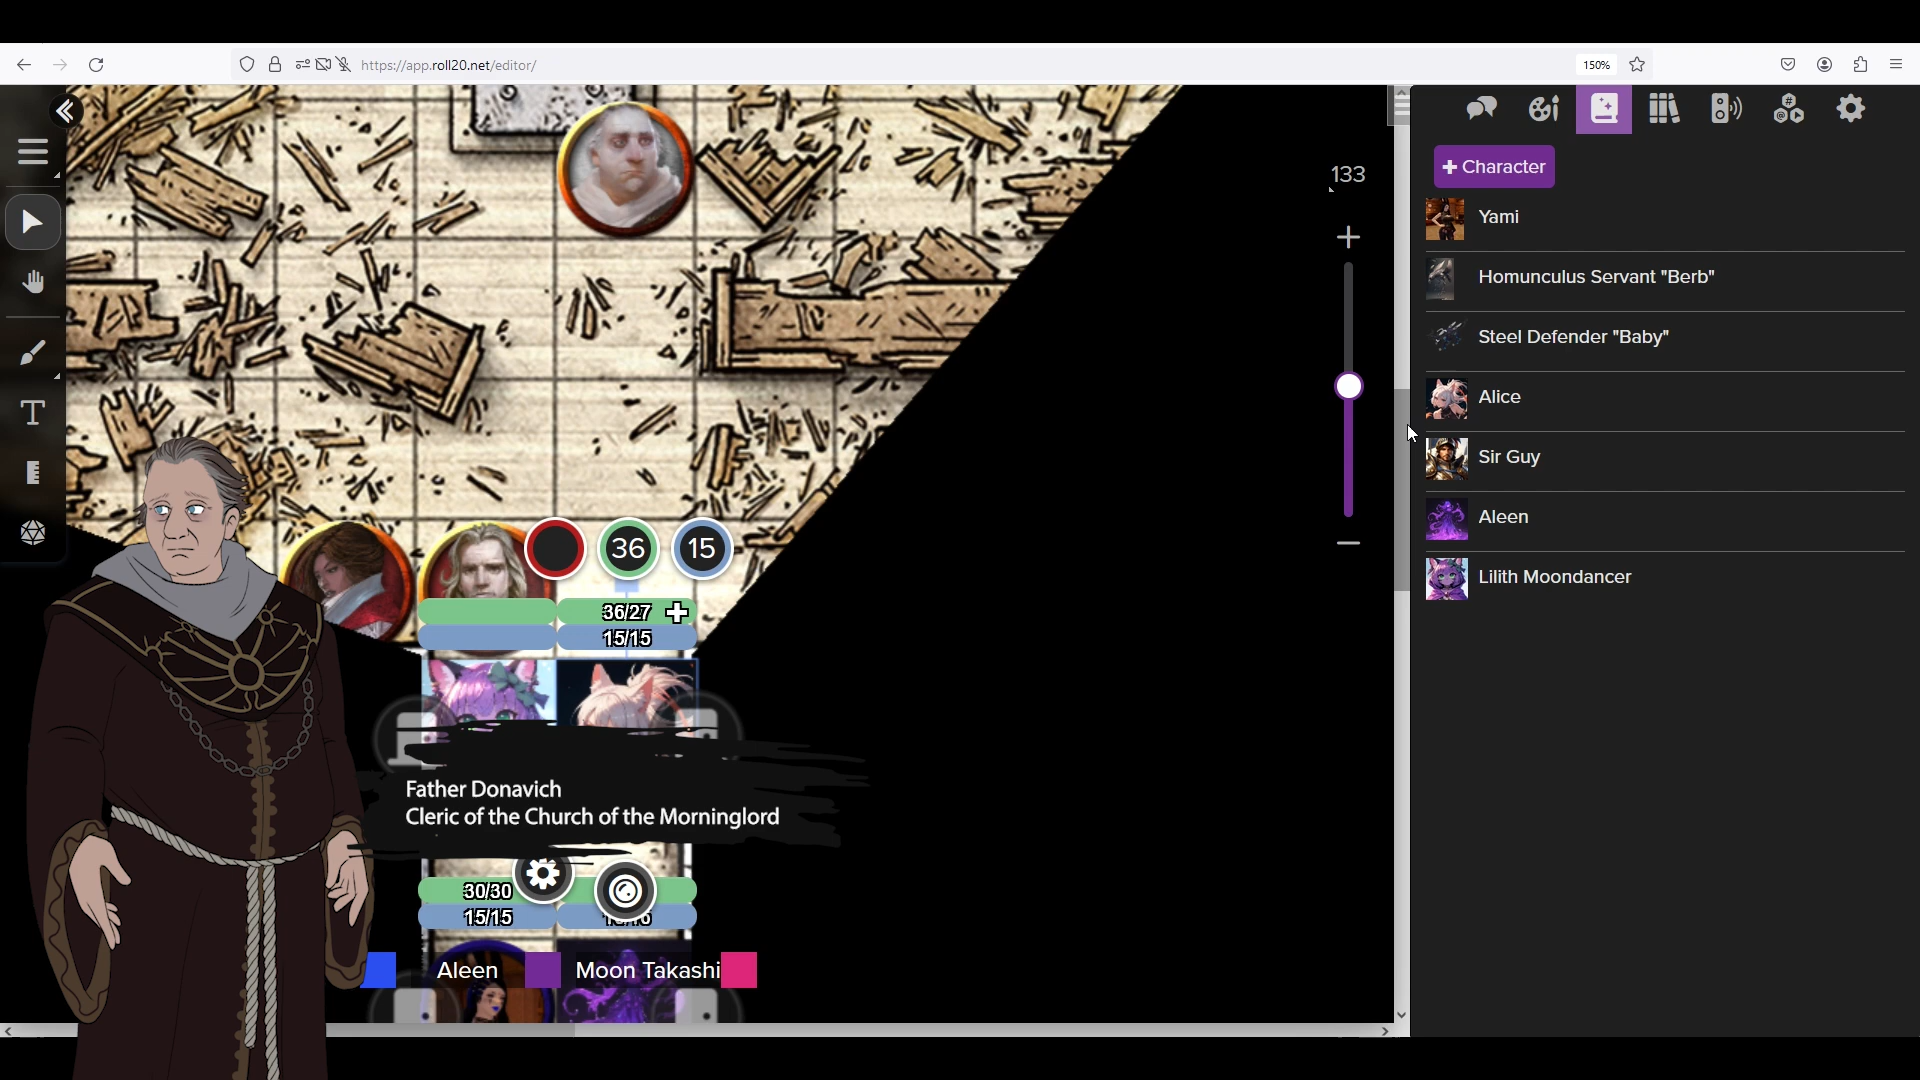 https://app.roll20.net/editor/
150%
133
+ Character
Yami
Homunculus Servant "Berb"
Steel Defender "Baby"
Alice
Sir Guy
Aleen
Lilith Moondancer
36
15
36/27
15/15
Father Donavich
Cleric of the Church of the Morninglord
30/30
15/15
Aleen
Moon Takashi